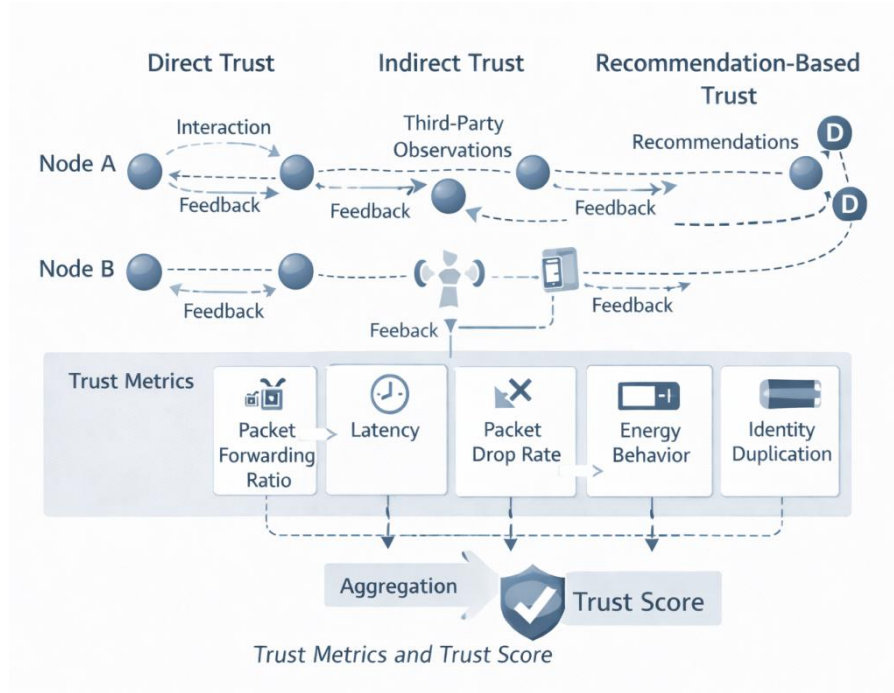 Direct Trust
Indirect Trust
Recommendation-Based
Trust
Interaction
Third-Party
Observations
Recommendations
D
Node A
D
Feedback
Feedback
Feedback
Node B
Feedback
Feedback
Feeback
Trust Metrics
Packet
Forwarding
Ratio
Latency
Packet
Drop Rate
Energy
Behavior
Identity
Duplication
Aggregation
Trust Score
Trust Metrics and Trust Score